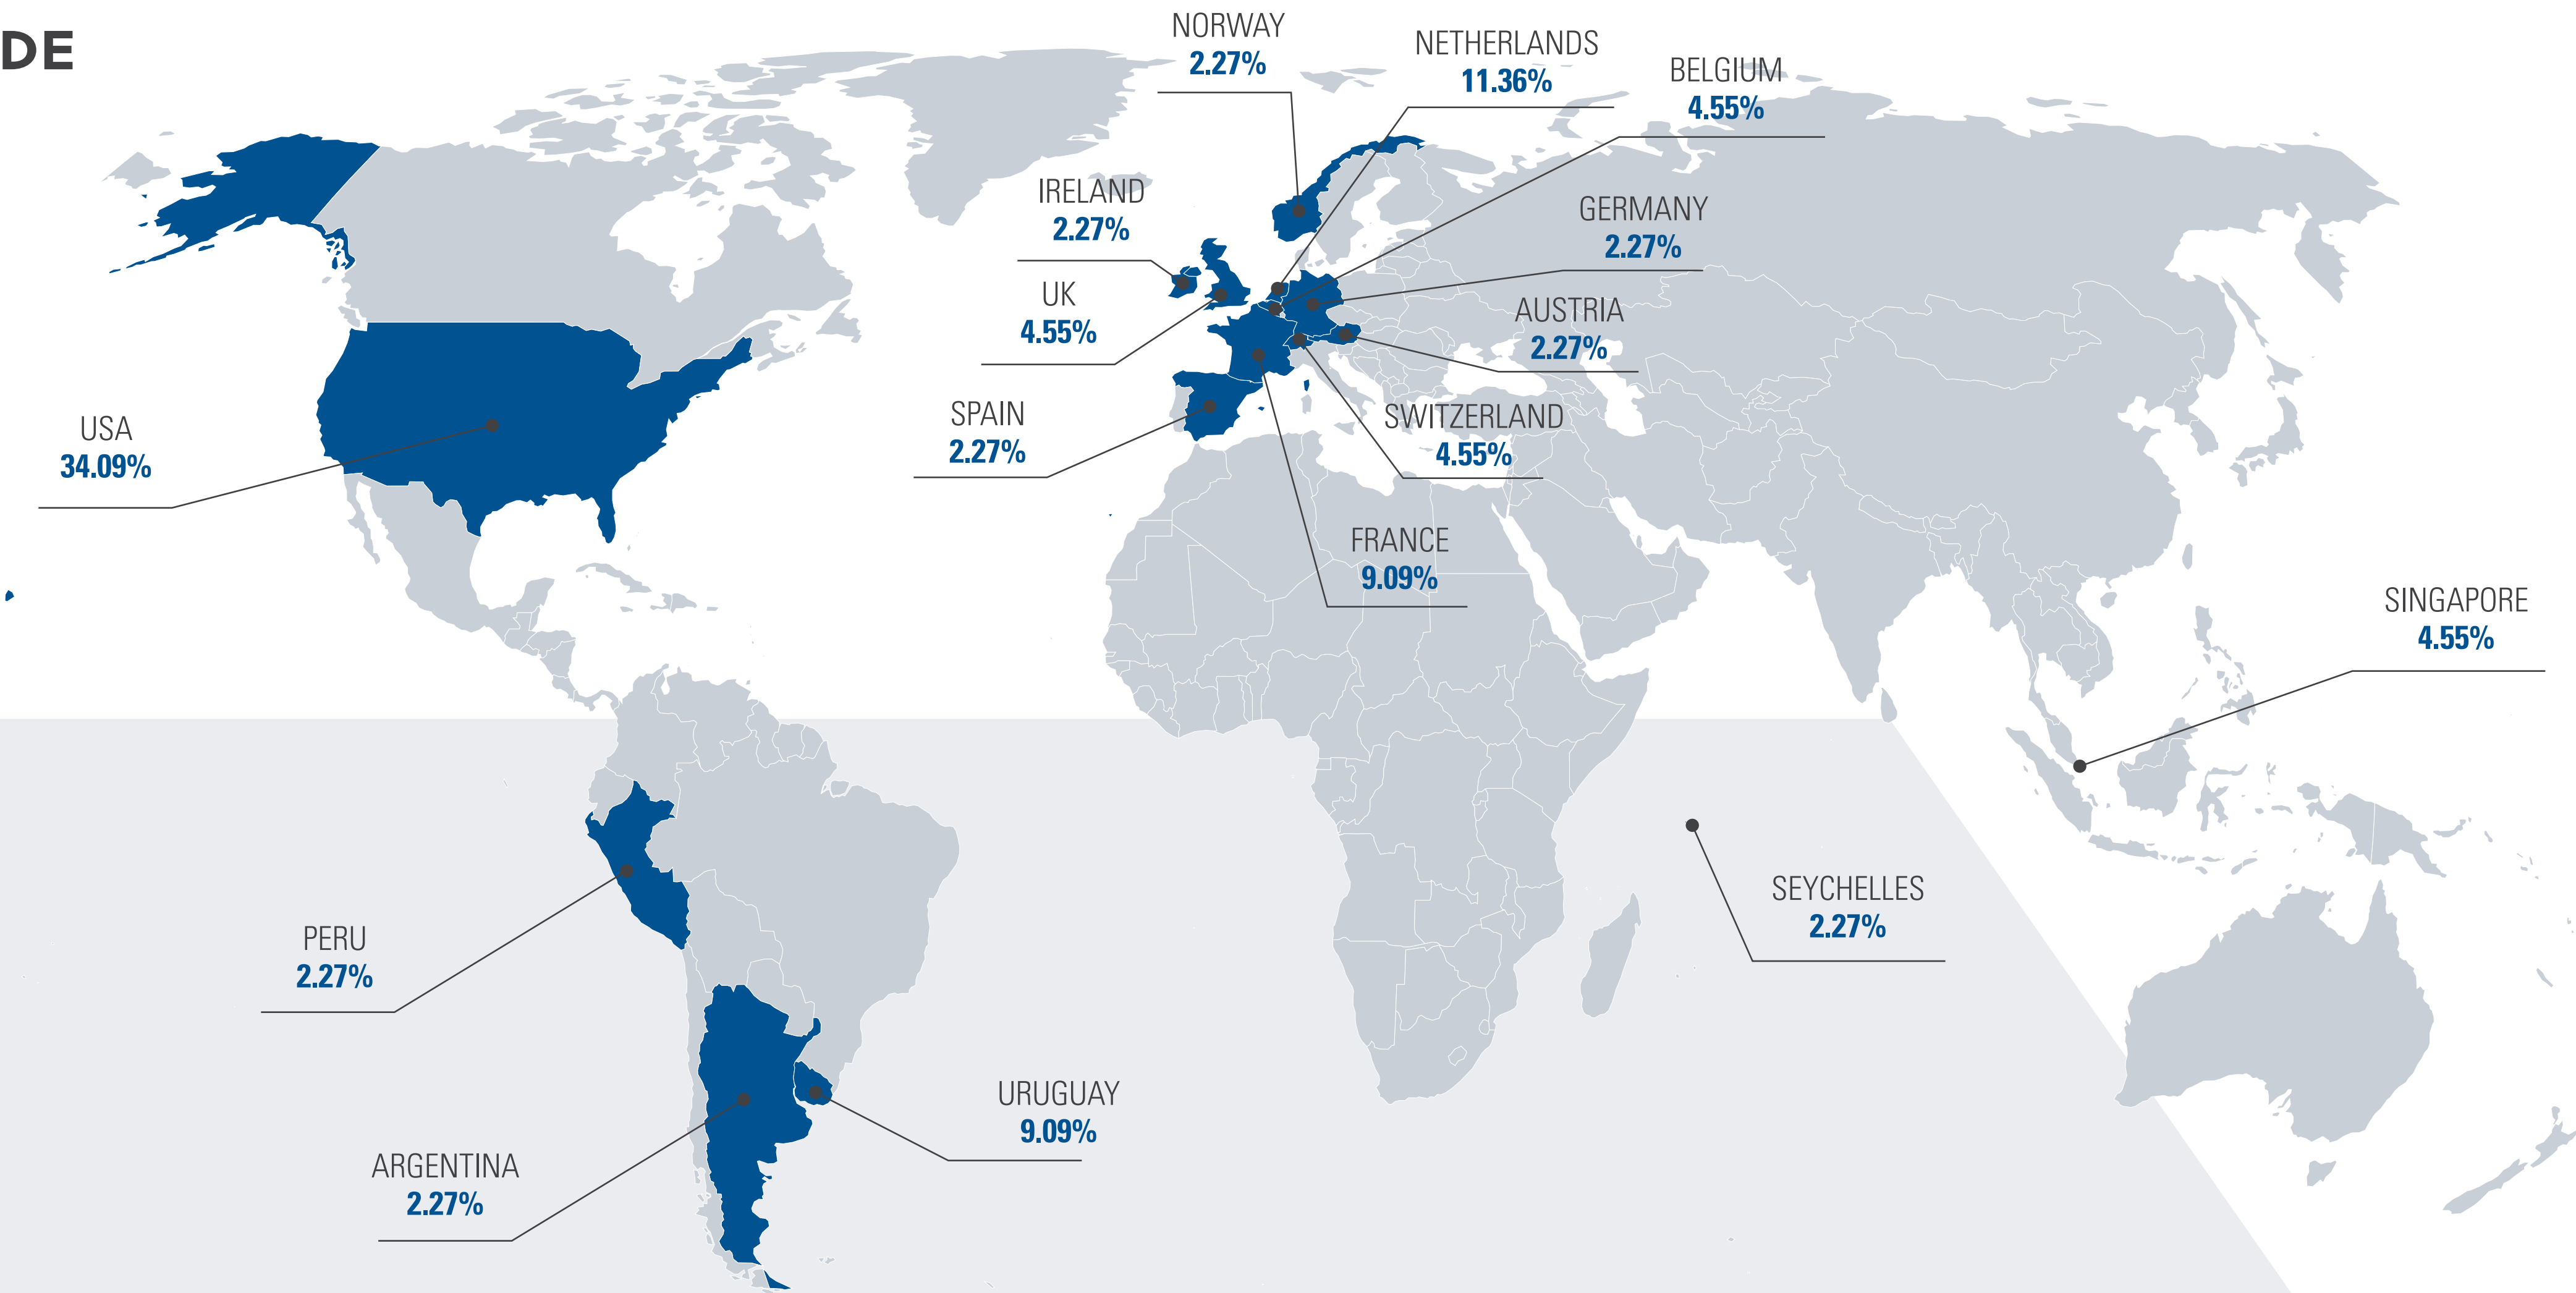 DE
NORWAY
2.27%
NETHERLANDS
11.36%
BELGIUM
4.55%
IRELAND
2.27%
GERMANY
2.27%
UK
4.55%
AUSTRIA
2.27%
USA
34.09%
SPAIN
2.27%
SWITZERLAND
4.55%
FRANCE
9.09%
SINGAPORE
4.55%
SEYCHELLES
2.27%
PERU
2.27%
URUGUAY
9.09%
ARGENTINA
2.27%